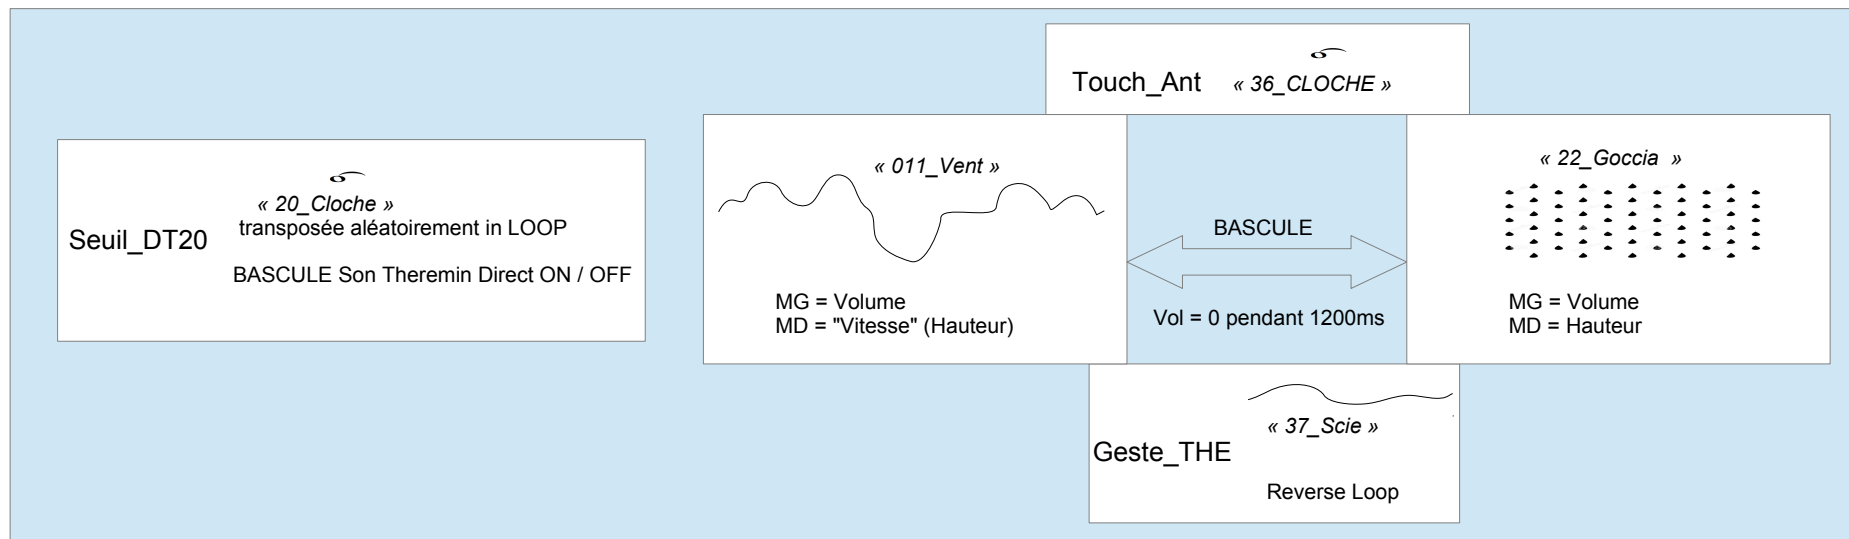 Touch_Ant « 36_CLOCHE »
« 20_Cloche »
transposée aléatoirement in LOOP
Seuil_DT20
BASCULE Son Theremin Direct ON / OFF
« 011_Vent »
MG = Volume
MD = "Vitesse" (Hauteur)
BASCULE
Vol = 0 pendant 1200ms
« 22_Goccia »
MG = Volume
MD = Hauteur
« 37_Scie »
Geste_THE
Reverse Loop